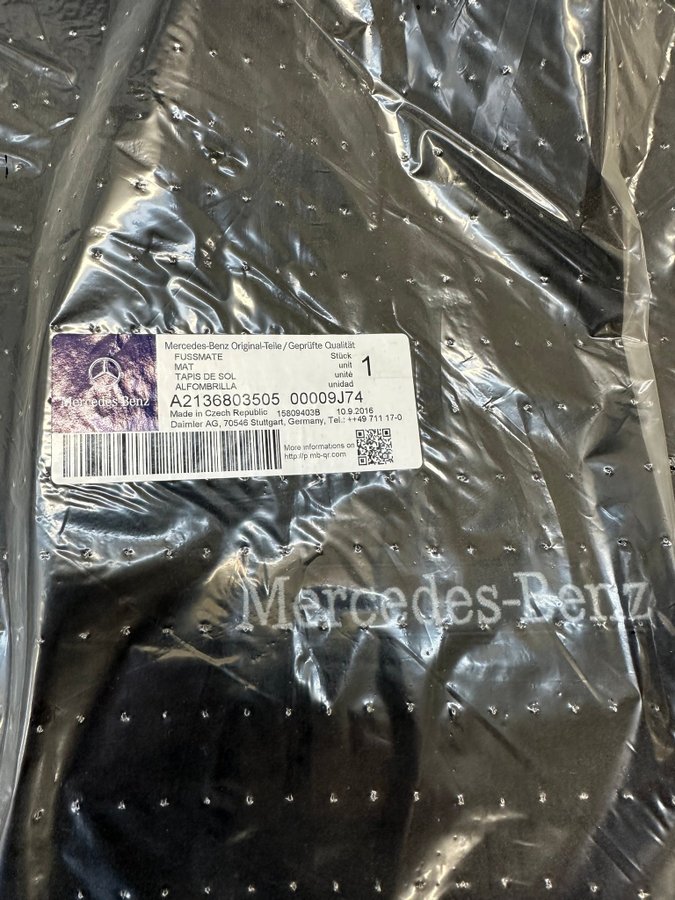 Mercedes-Benz Original-Teile/Geprüfte Qualität
FUSSMATE Stück
MAT unit
TAPIS DE SOL unité
ALFOMBRILLA unidad
1
A2136803505 00009J74
Made in Czech Republic 15809403B 10.9.2016
Daimler AG, 70546 Stuttgart, Germany, Tel.: ++49 711 17-0
Mercedes-Benz
More informations on
http://p.mb-qr.com
Mercedes-Benz